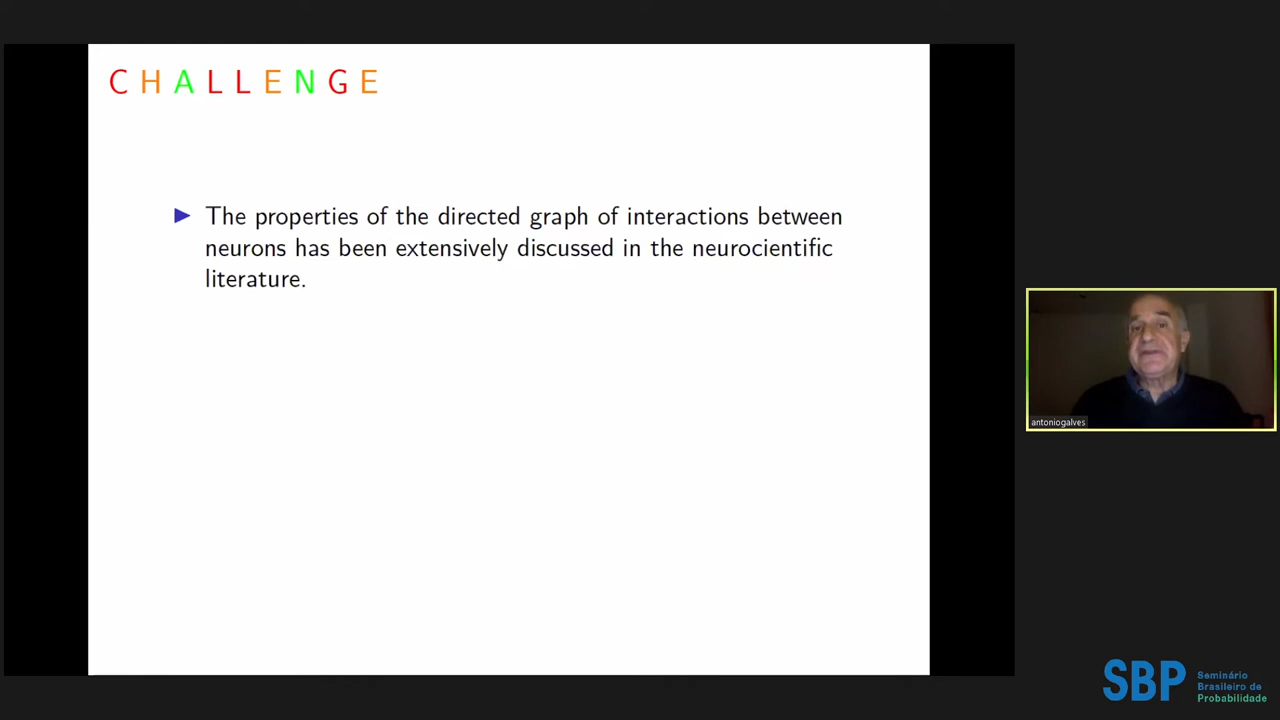 C H A L L E N G E
▶ The properties of the directed graph of interactions between
neurons has been extensively discussed in the neurocientific
literature.
antoniogalves
SBP
Seminário
Brasileiro de
Probabilidade